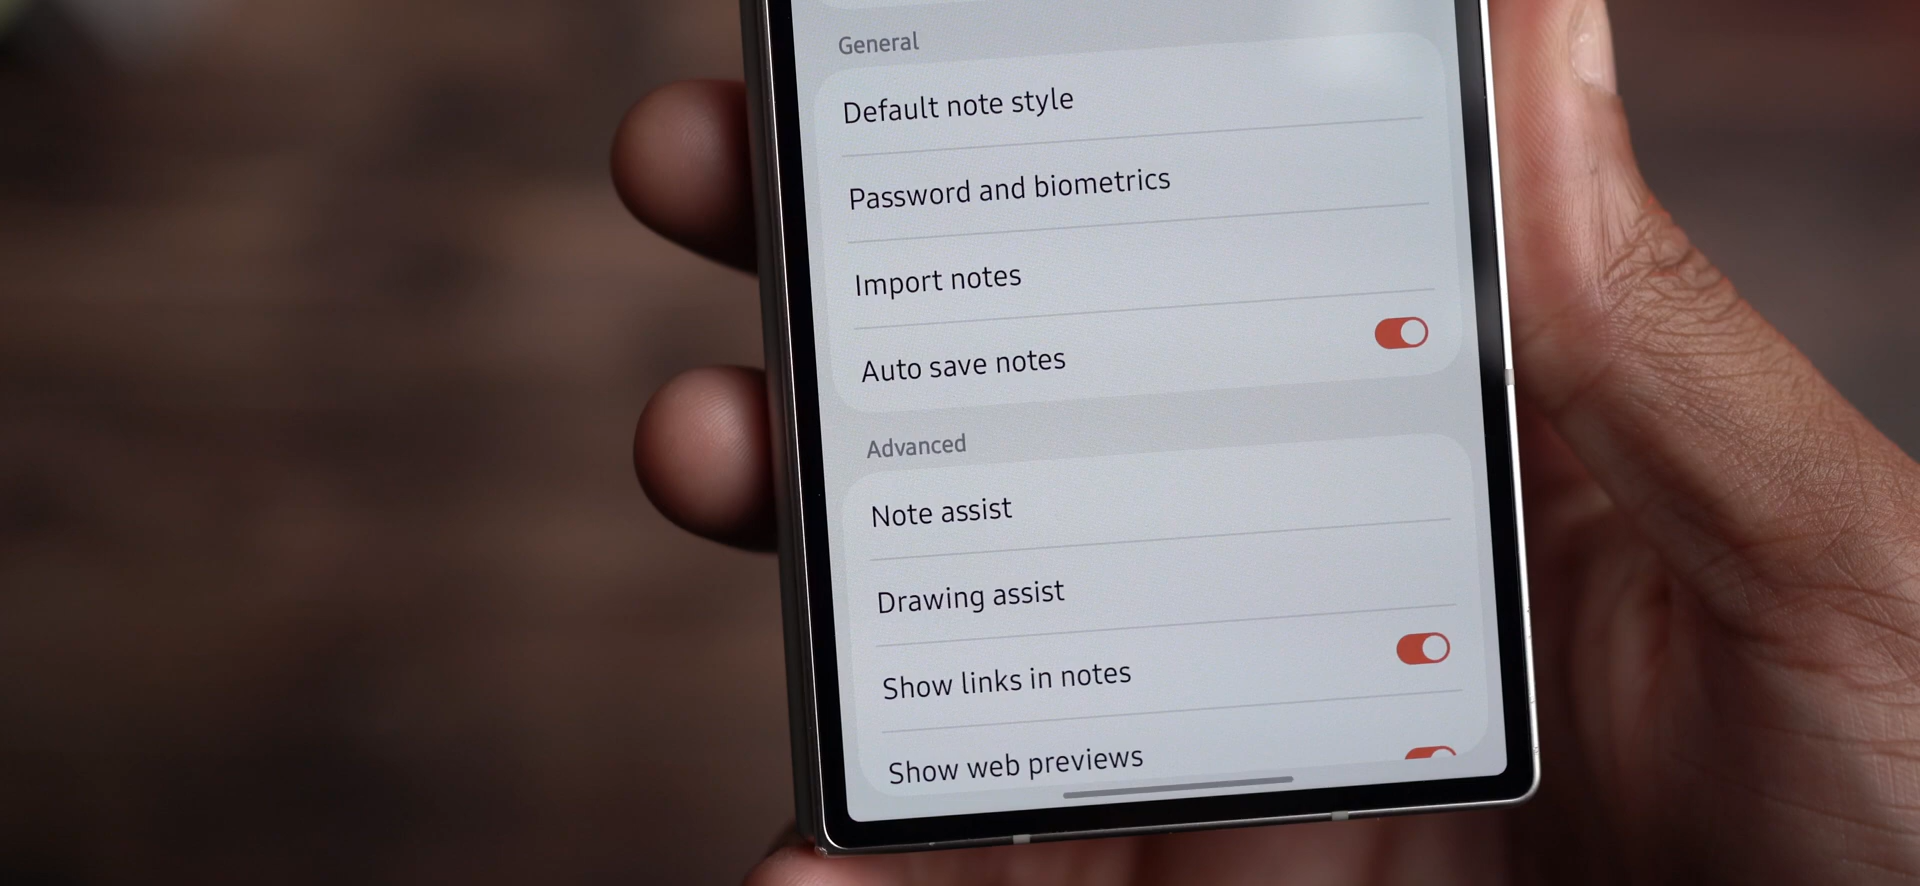 General
Default note style
Password and biometrics
Import notes
Auto save notes
Advanced
Note assist
Drawing assist
Show links in notes
Show web previews